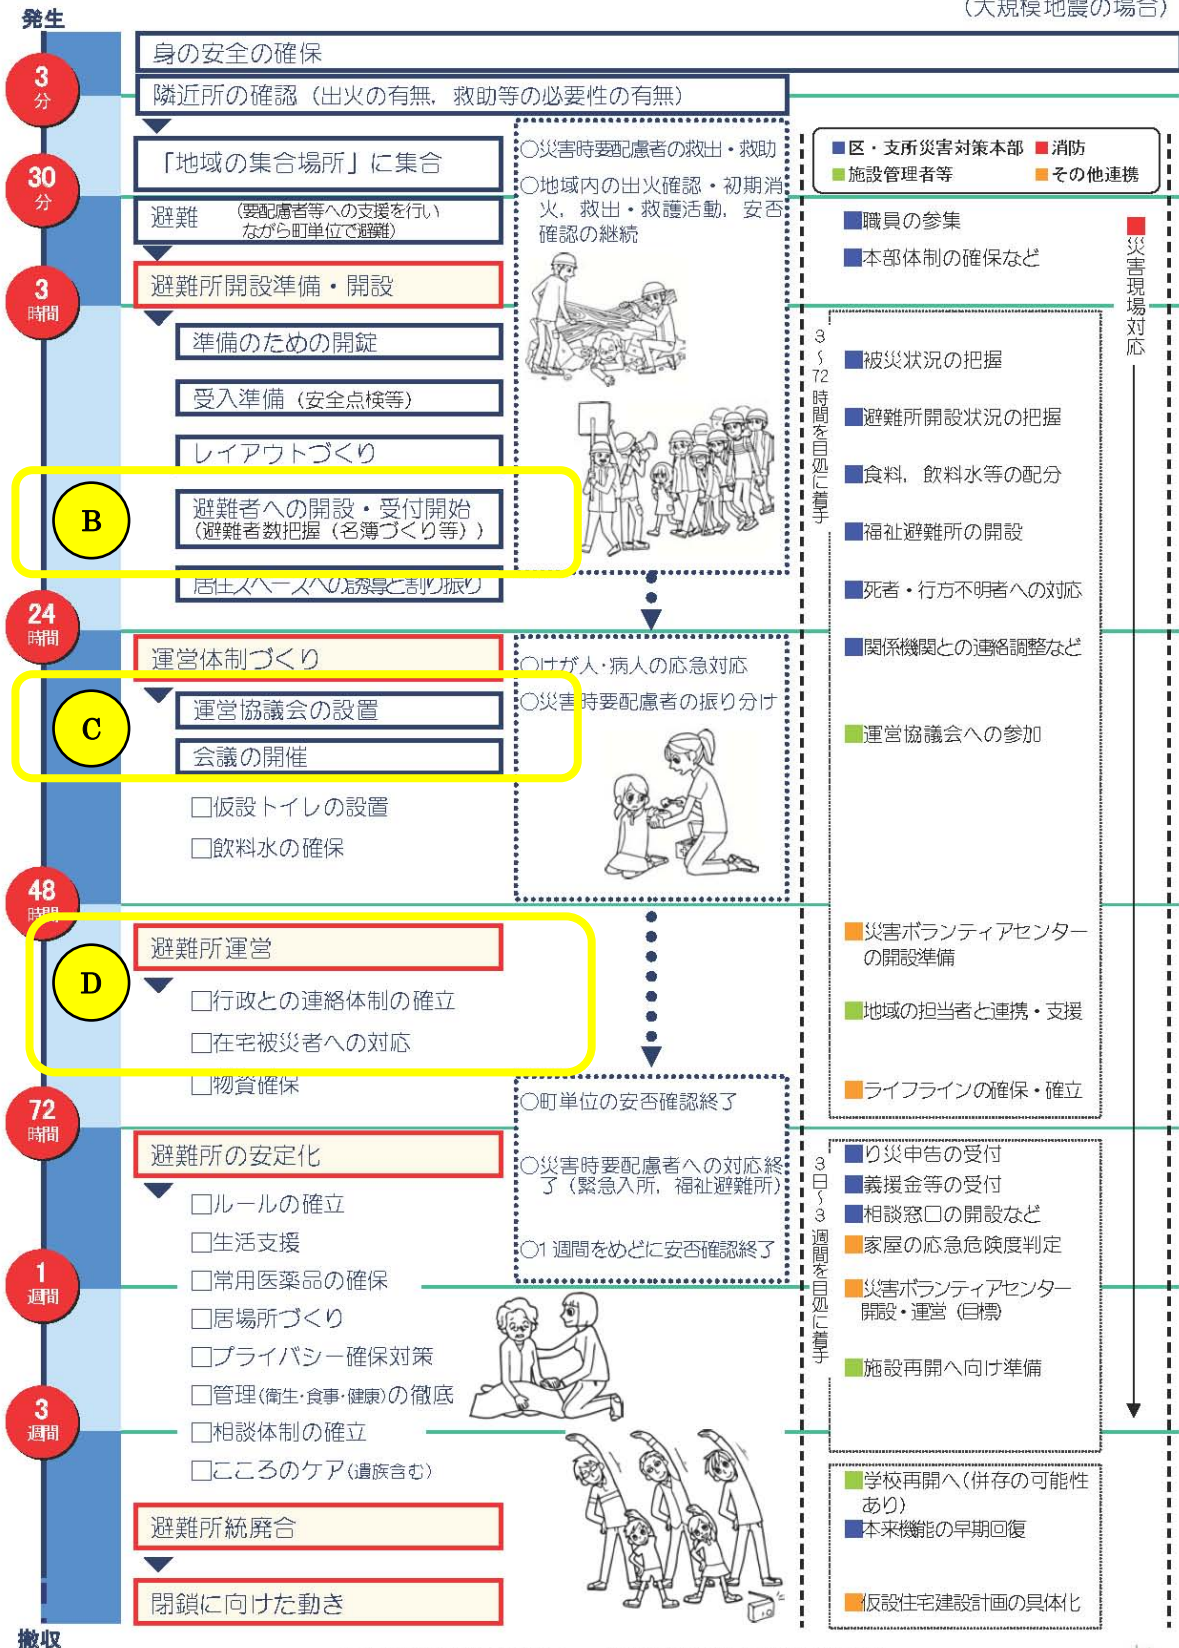 (大規模地震の場合)
発生
3
分
身の安全の確保
隣近所の確認（出火の有無，救助等の必要性の有無）
「地域の集合場所」に集合
30
分
避難
(要配慮者等への支援を行い
ながら町単位で避難)
避難所開設準備・開設
3
時間
準備のための開錠
受入準備（安全点検等）
レイアウトづくり
B
避難者への開設・受付開始
（避難者数把握（名簿づくり等））
居住スペースへの誘導と割り振り
24
時間
運営体制づくり
C
運営協議会の設置
会議の開催
□仮設トイレの設置
□飲料水の確保
48
時間
避難所運営
D
□行政との連絡体制の確立
□在宅被災者への対応
□物資確保
72
時間
避難所の安定化
□ルールの確立
□生活支援
□常用医薬品の確保
1
週間
□居場所づくり
□プライバシー確保対策
□管理(衛生・食事・健康)の徹底
3
週間
□相談体制の確立
□こころのケア(遺族含む)
避難所統廃合
閉鎖に向けた動き
撤収
○災害時要配慮者の救出・救助
○地域内の出火確認・初期消
火，救出・救護活動，安否
確認の継続
○けが人・病人の応急対応
○災害時要配慮者の振り分け
○町単位の安否確認終了
○災害時要配慮者への対応終
了（緊急入所，福祉避難所）
○1週間をめどに安否確認終了
■区・支所災害対策本部 ■消防
■施設管理者等 ■その他連携
■職員の参集
■本部体制の確保など
■災害現場対応
3～72時間を目処に着手
■被災状況の把握
■避難所開設状況の把握
■食料，飲料水等の配分
■福祉避難所の開設
■死者・行方不明者への対応
■関係機関との連絡調整など
■運営協議会への参加
■災害ボランティアセンター
の開設準備
■地域の担当者と連携・支援
■ライフラインの確保・確立
3日～3週間を目処に着手
■り災申告の受付
■義援金等の受付
■相談窓口の開設など
■家屋の応急危険度判定
■災害ボランティアセンター
開設・運営（目標）
■施設再開へ向け準備
■学校再開へ(併存の可能性
あり)
■本来機能の早期回復
■仮設住宅建設計画の具体化